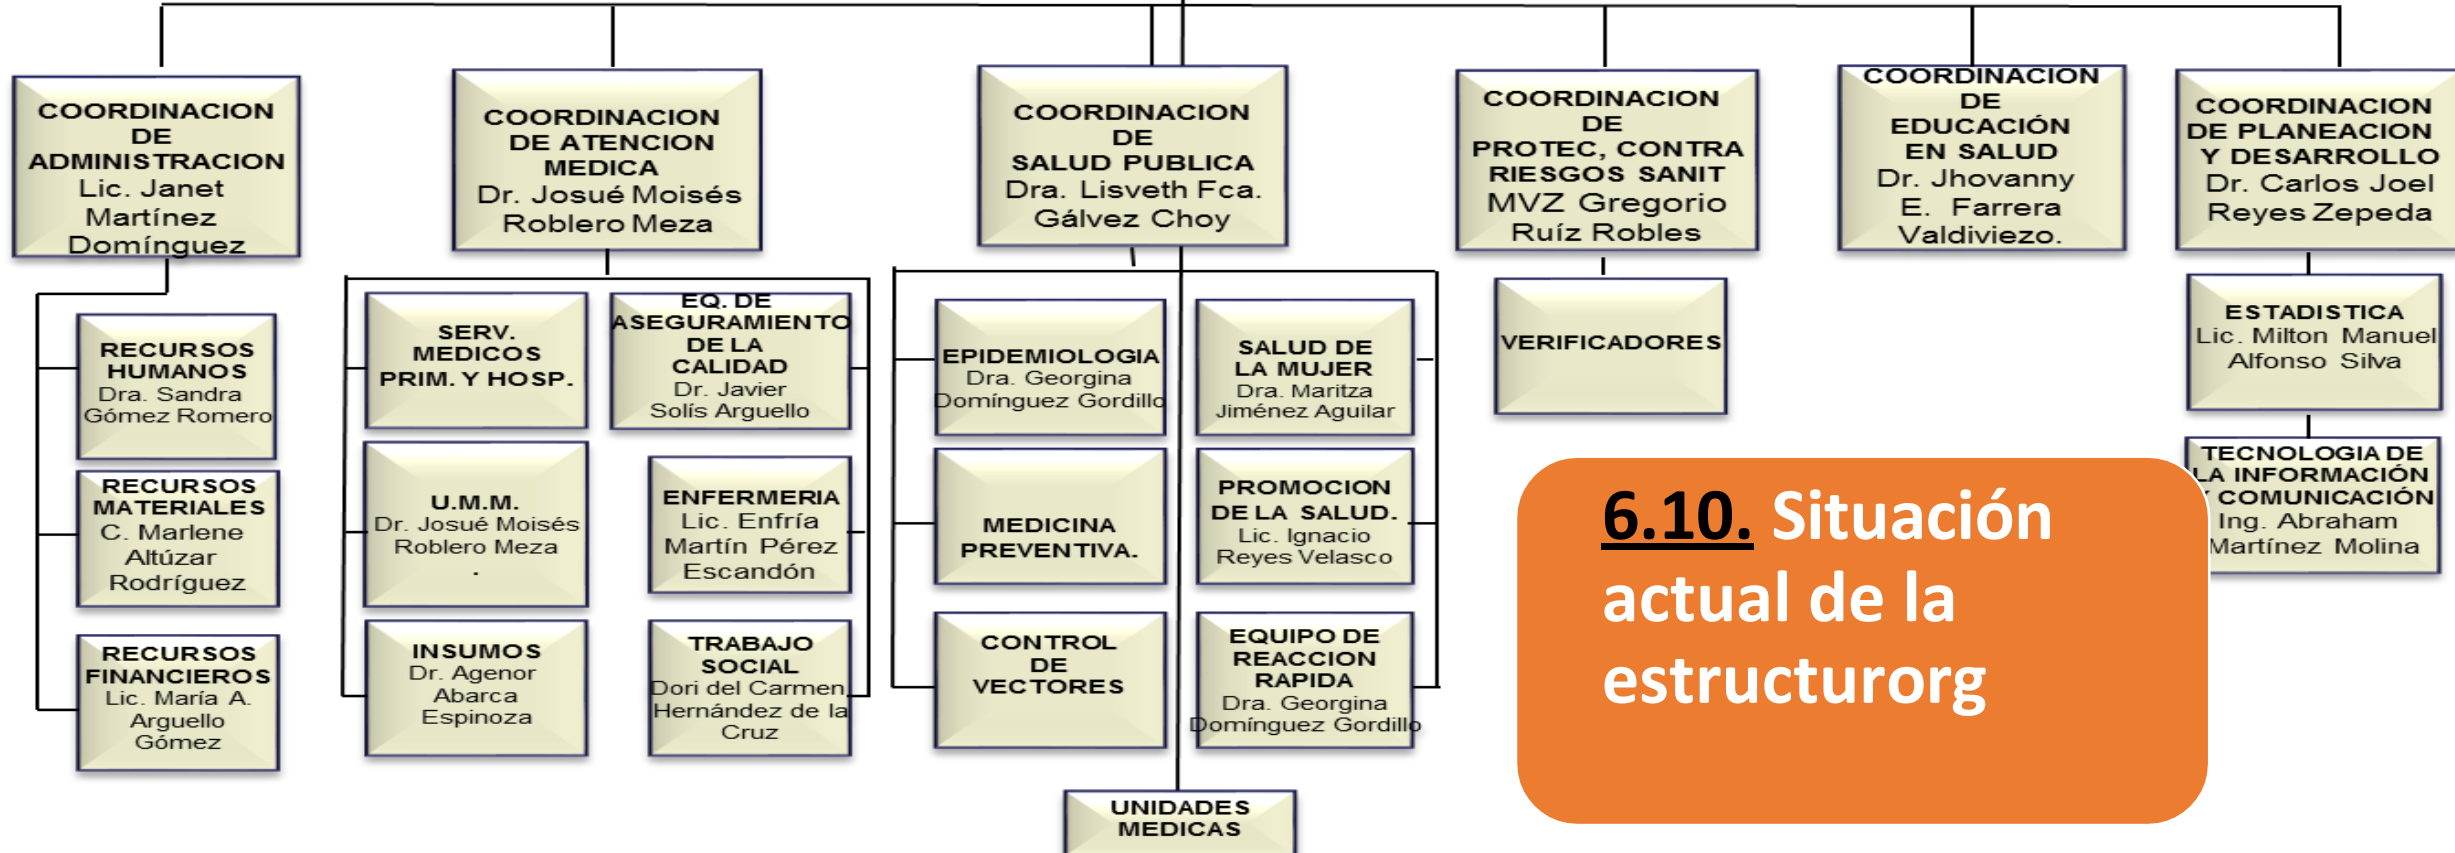 COORDINACION
DE
ADMINISTRACION
Lic. Janet
Martínez
Domínguez
COORDINACION
DE ATENCION
MEDICA
Dr. Josué Moisés
Roblero Meza
COORDINACION
DE
SALUD PUBLICA
Dra. Lisveth Fca.
Gálvez Choy
COORDINACION
DE
PROTEC, CONTRA
RIESGOS SANIT
MVZ Gregorio
Ruíz Robles
COORDINACION
DE
EDUCACIÓN
EN SALUD
Dr. Jhovanny
E. Farrera
Valdiviezo.
COORDINACION
DE PLANEACION
Y DESARROLLO
Dr. Carlos Joel
Reyes Zepeda
RECURSOS
HUMANOS
Dra. Sandra
Gómez Romero
RECURSOS
MATERIALES
C. Marlene
Altúzar
Rodríguez
RECURSOS
FINANCIEROS
Lic. María A.
Arguello
Gómez
SERV.
MEDICOS
PRIM. Y HOSP.
U.M.M.
Dr. Josué Moisés
Roblero Meza
.
INSUMOS
Dr. Agenor
Abarca
Espinoza
EQ. DE
ASEGURAMIENTO
DE LA
CALIDAD
Dr. Javier
Solís Arguello
ENFERMERIA
Lic. Enfría
Martín Pérez
Escandón
TRABAJO
SOCIAL
Dori del Carmen
Hernández de la
Cruz
EPIDEMIOLOGIA
Dra. Georgina
Domínguez Gordillo
MEDICINA
PREVENTIVA.
CONTROL
DE
VECTORES
SALUD DE
LA MUJER
Dra. Maritza
Jiménez Aguilar
PROMOCION
DE LA SALUD.
Lic. Ignacio
Reyes Velasco
EQUIPO DE
REACCION
RAPIDA
Dra. Georgina
Domínguez Gordillo
UNIDADES
MEDICAS
VERIFICADORES
ESTADISTICA
Lic. Milton Manuel
Alfonso Silva
TECNOLOGIA DE
LA INFORMACIÓN
Y COMUNICACIÓN
Ing. Abraham
Martínez Molina
6.10. Situación
actual de la
estructurorg